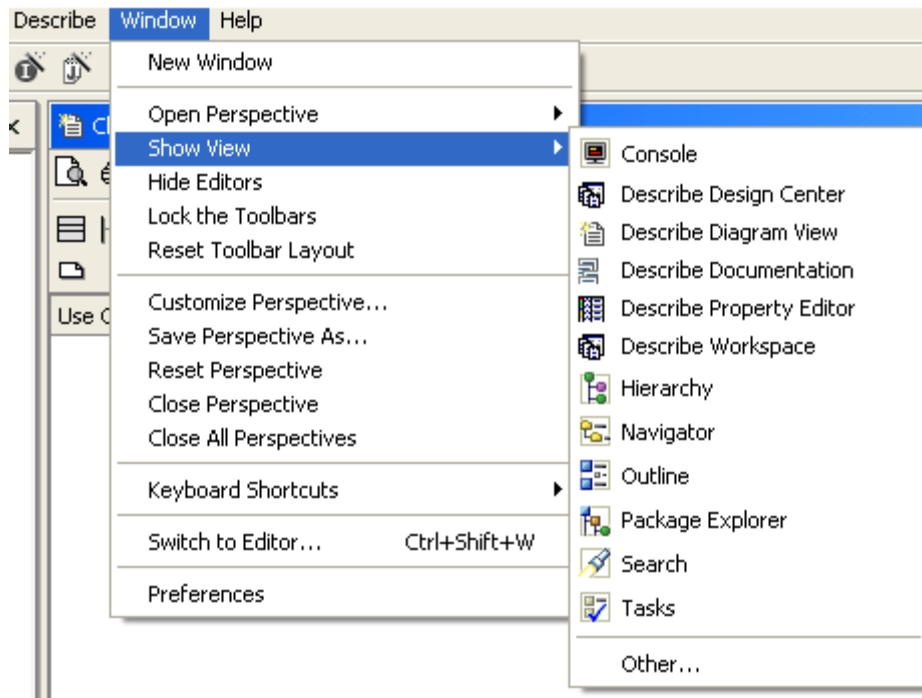 Describe Window Help
New Window
Open Perspective
Show View
Hide Editors
Lock the Toolbars
Reset Toolbar Layout
Use
Customize Perspective...
Save Perspective As...
Reset Perspective
Close Perspective
Close All Perspectives
Keyboard Shortcuts
Switch to Editor... Ctrl+Shift+W
Preferences
Console
Describe Design Center
Describe Diagram View
Describe Documentation
Describe Property Editor
Describe Workspace
Hierarchy
Navigator
Outline
Package Explorer
Search
Tasks
Other...